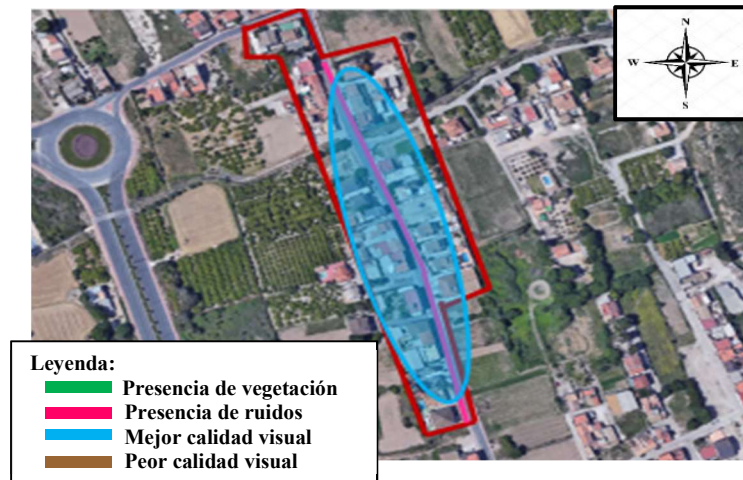 N
W E
S
Leyenda:
Presencia de vegetación
Presencia de ruidos
Mejor calidad visual
Peor calidad visual